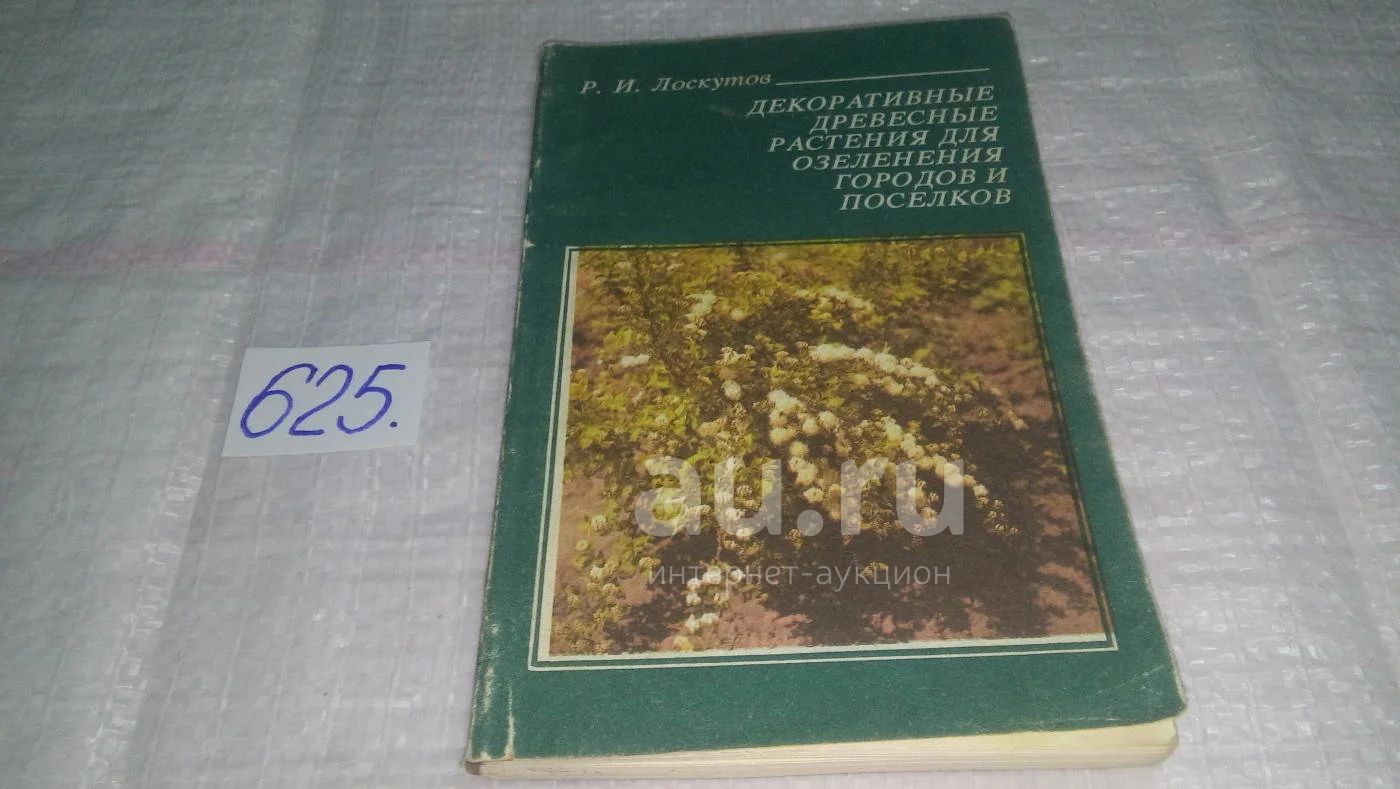 Р. И. Лоскутов
ДЕКОРАТИВНЫЕ
ДРЕВЕСНЫЕ
РАСТЕНИЯ ДЛЯ
ОЗЕЛЕНЕНИЯ
ГОРОДОВ И
ПОСЕЛКОВ
625.
au.ru
интернет-аукцион